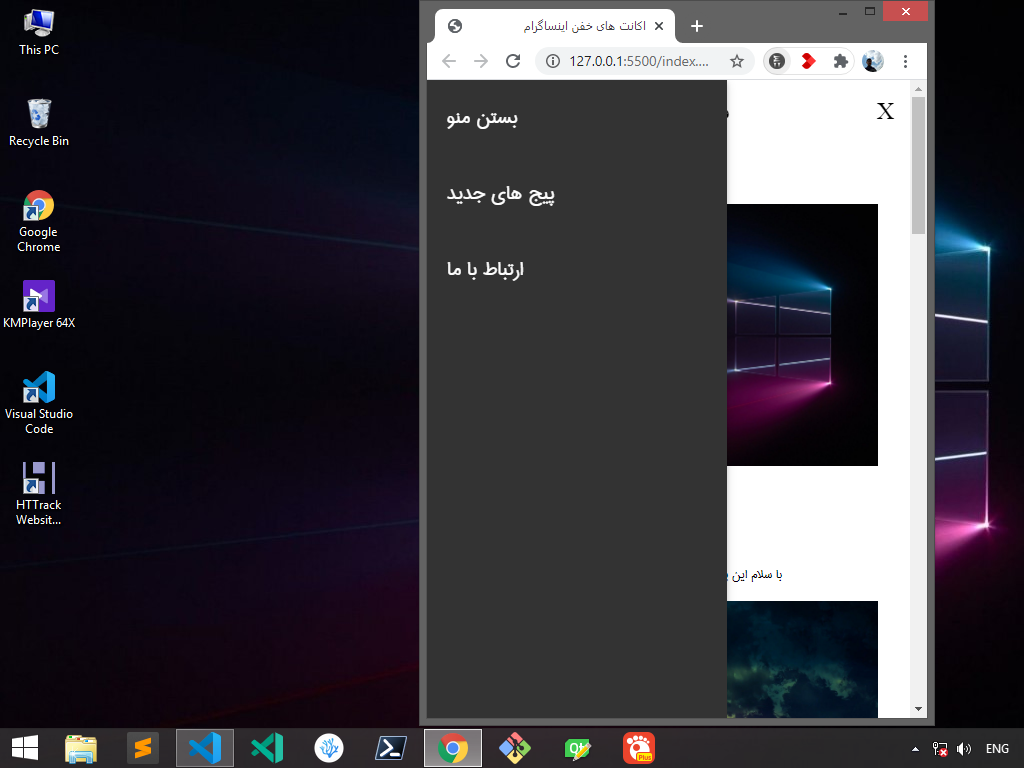 This PC
Recycle Bin
Google
Chrome
KMPlayer 64X
Visual Studio
Code
HTTrack
Websit...
اکانت های خفن اینساگرام
127.0.0.1:5500/index....
X
بستن منو
پیج های جدید
ارتباط با ما
با سلام این
Plus
ENG